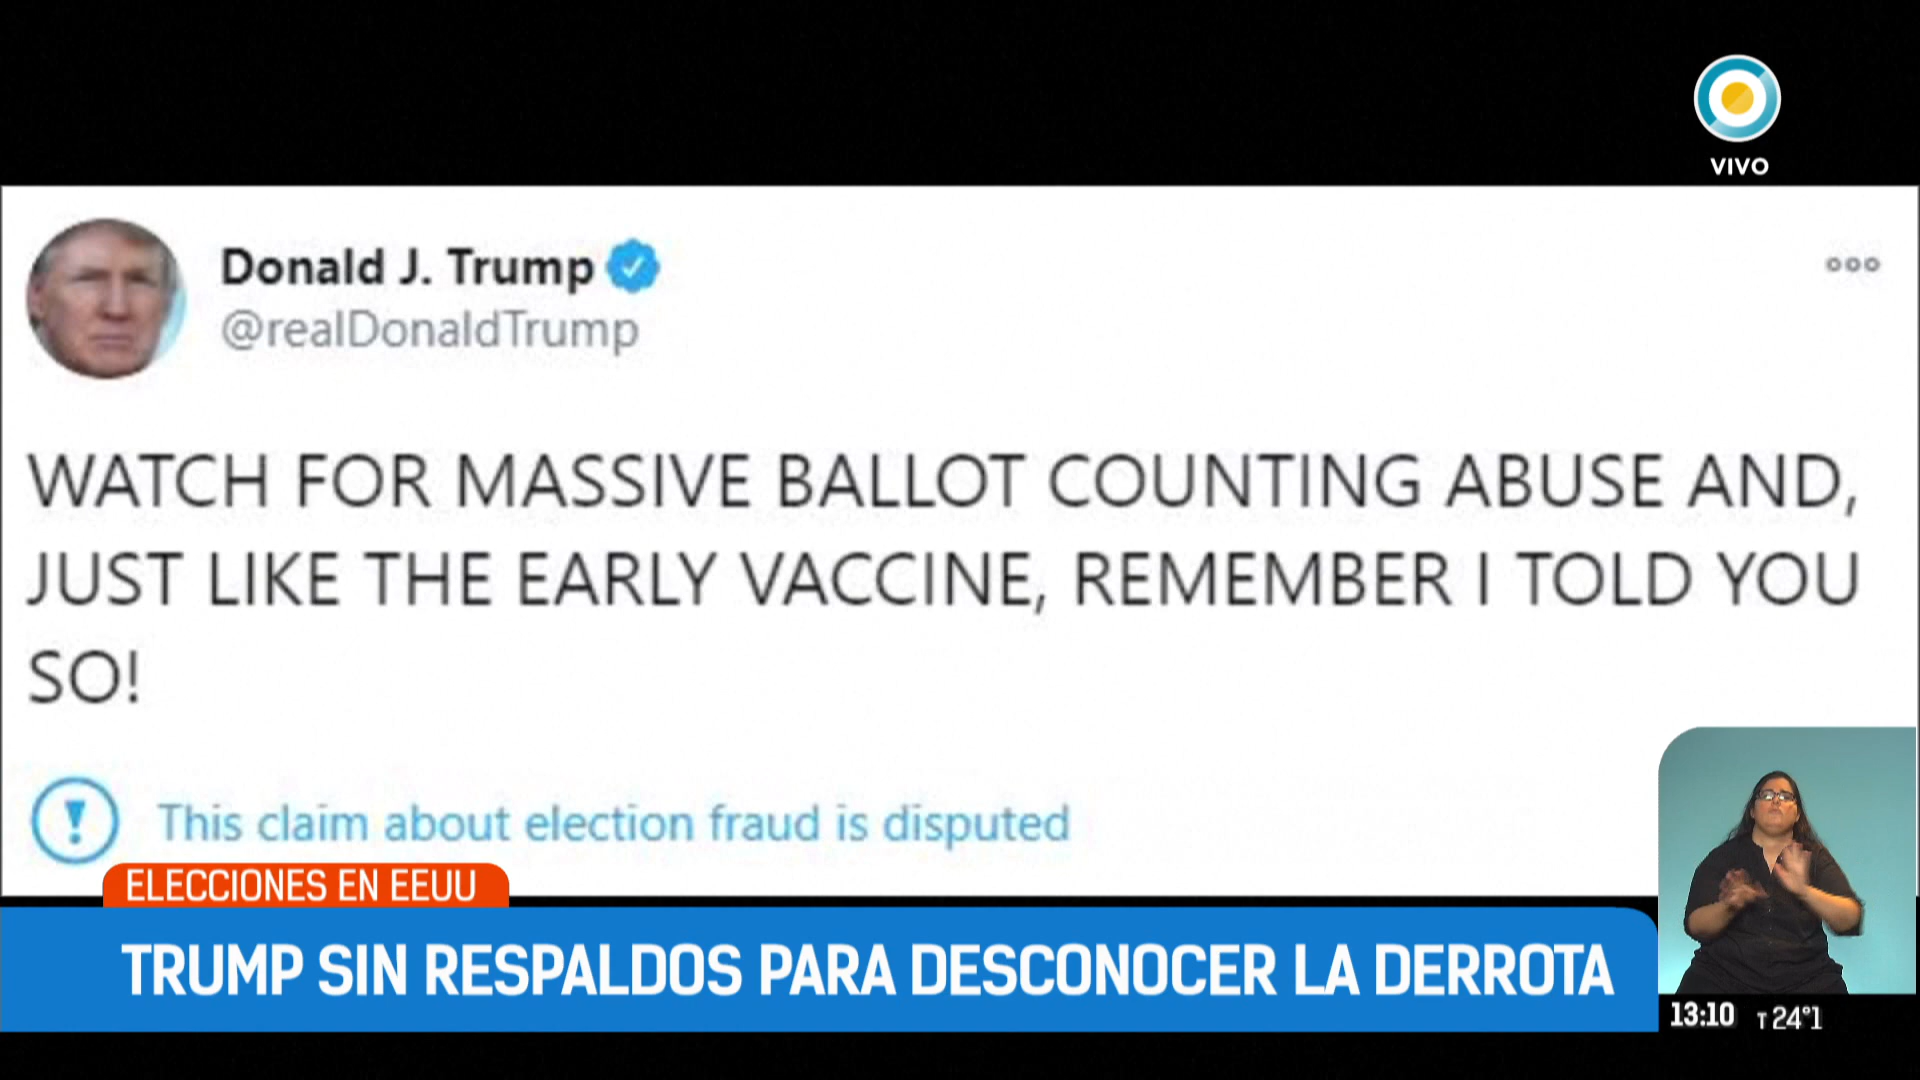 VIVO
Donald J. Trump
@realDonaldTrump
WATCH FOR MASSIVE BALLOT COUNTING ABUSE AND,
JUST LIKE THE EARLY VACCINE, REMEMBER I TOLD YOU
SO!
This claim about election fraud is disputed
ELECCIONES EN EEUU
TRUMP SIN RESPALDOS PARA DESCONOCER LA DERROTA
13:10 T 24°1